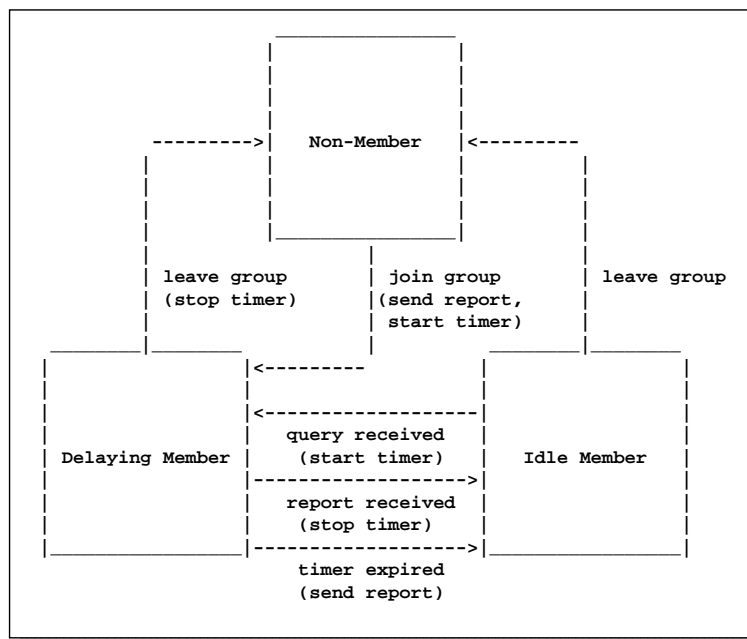 Non-Member
leave group
(stop timer)
join group
(send report,
start timer)
leave group
query received
(start timer)
Delaying Member
Idle Member
report received
(stop timer)
timer expired
(send report)